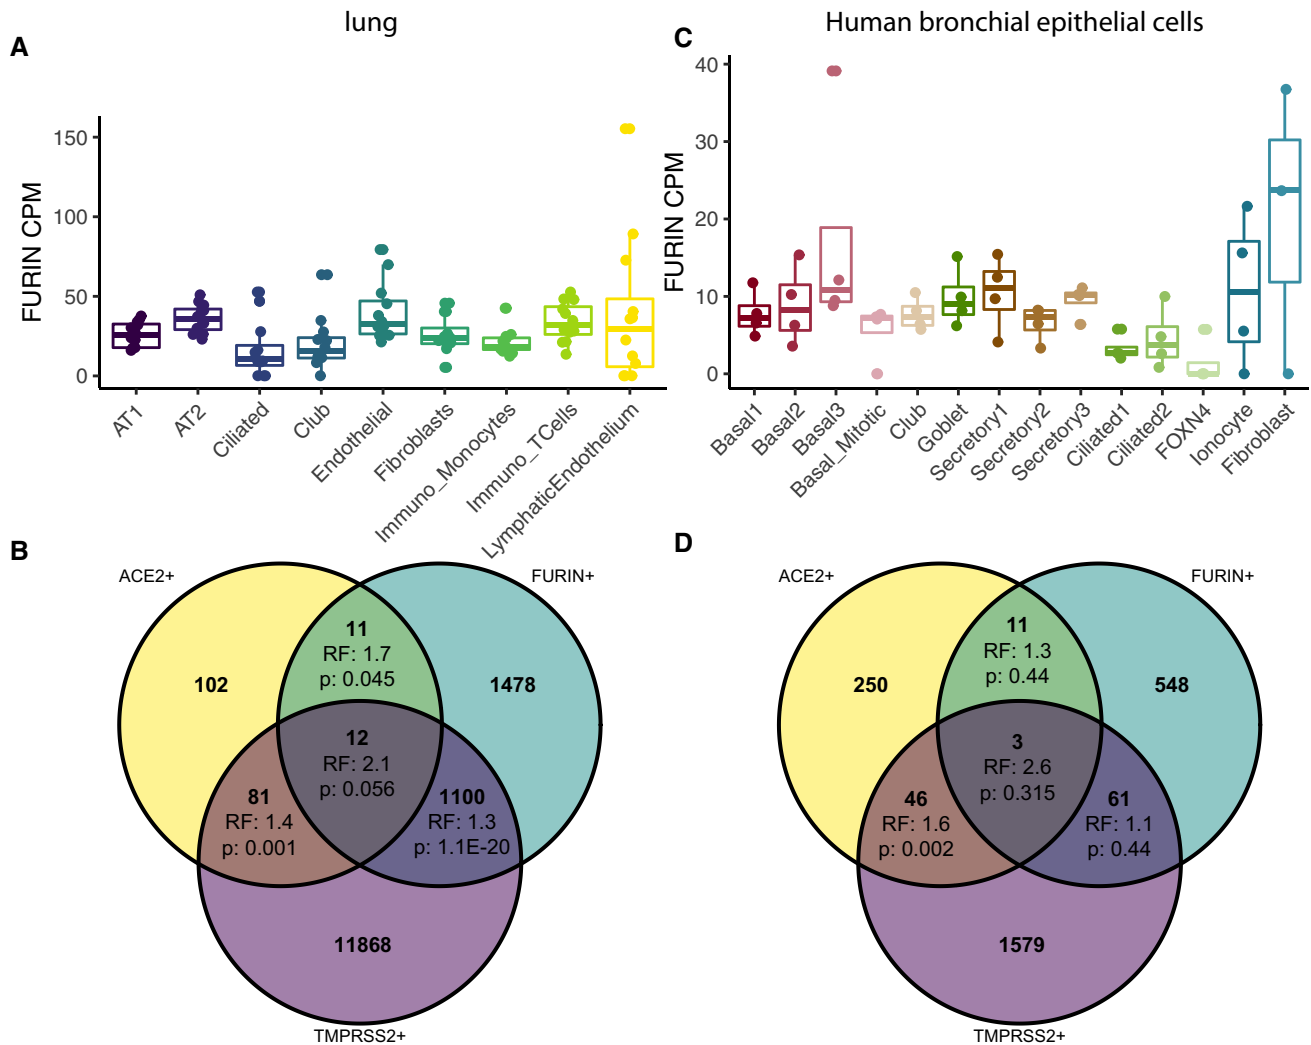 lung
A
FURIN CPM
150
100
50
0
AT1
AT2
Ciliated
Club
Endothelial
Fibroblasts
Immuno_Monocytes
Immuno_TCells
LymphaticEndothelium
Human bronchial epithelial cells
C
FURIN CPM
40
30
20
10
0
Basal1
Basal2
Basal3
Basal_Mitotic
Club
Goblet
Secretory1
Secretory2
Secretory3
Ciliated1
Ciliated2
FOXN4
Ionocyte
Fibroblast
B
ACE2+
FURIN+
11
RF: 1.7
p: 0.045
102
1478
12
RF: 2.1
p: 0.056
81
RF: 1.4
p: 0.001
1100
RF: 1.3
p: 1.1E-20
11868
TMPRSS2+
D
ACE2+
FURIN+
11
RF: 1.3
p: 0.44
250
548
3
RF: 2.6
p: 0.315
46
RF: 1.6
p: 0.002
61
RF: 1.1
p: 0.44
1579
TMPRSS2+